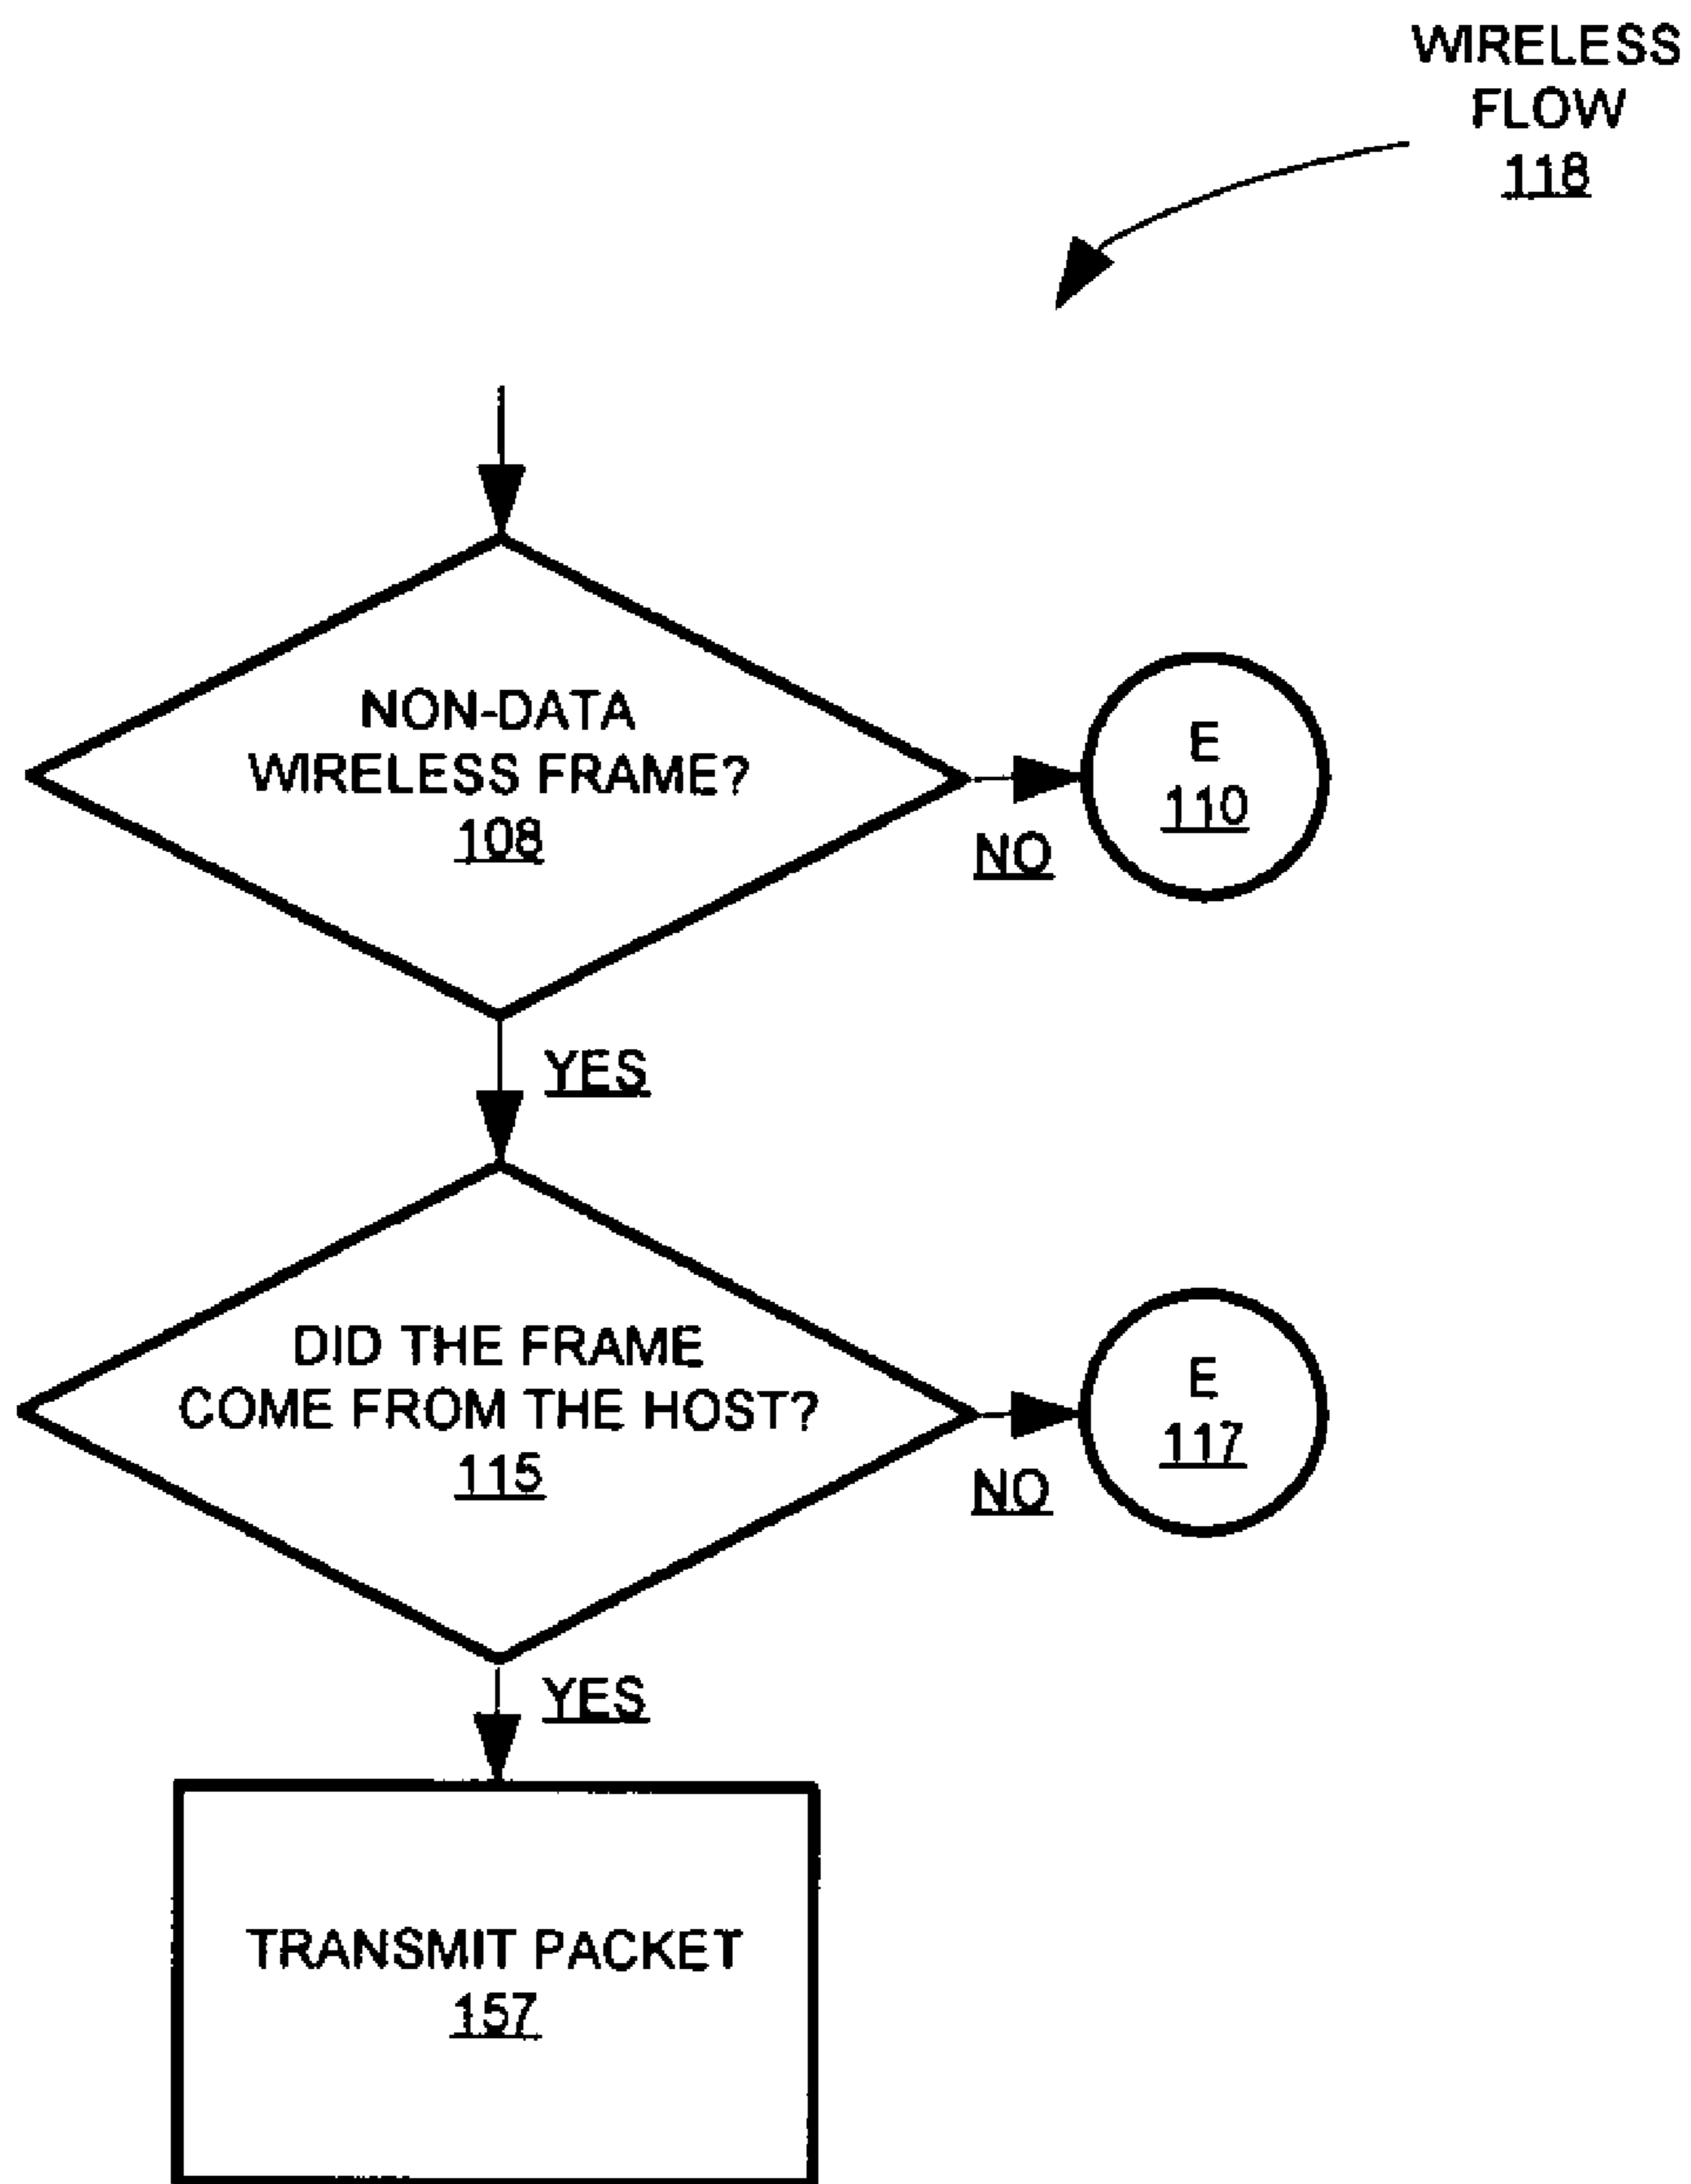 WIRELESS
FLOW
118
NON-DATA
WIRELESS FRAME?
108
E
110
NO
YES
DID THE FRAME
COME FROM THE HOST?
115
E
117
NO
YES
TRANSMIT PACKET
157